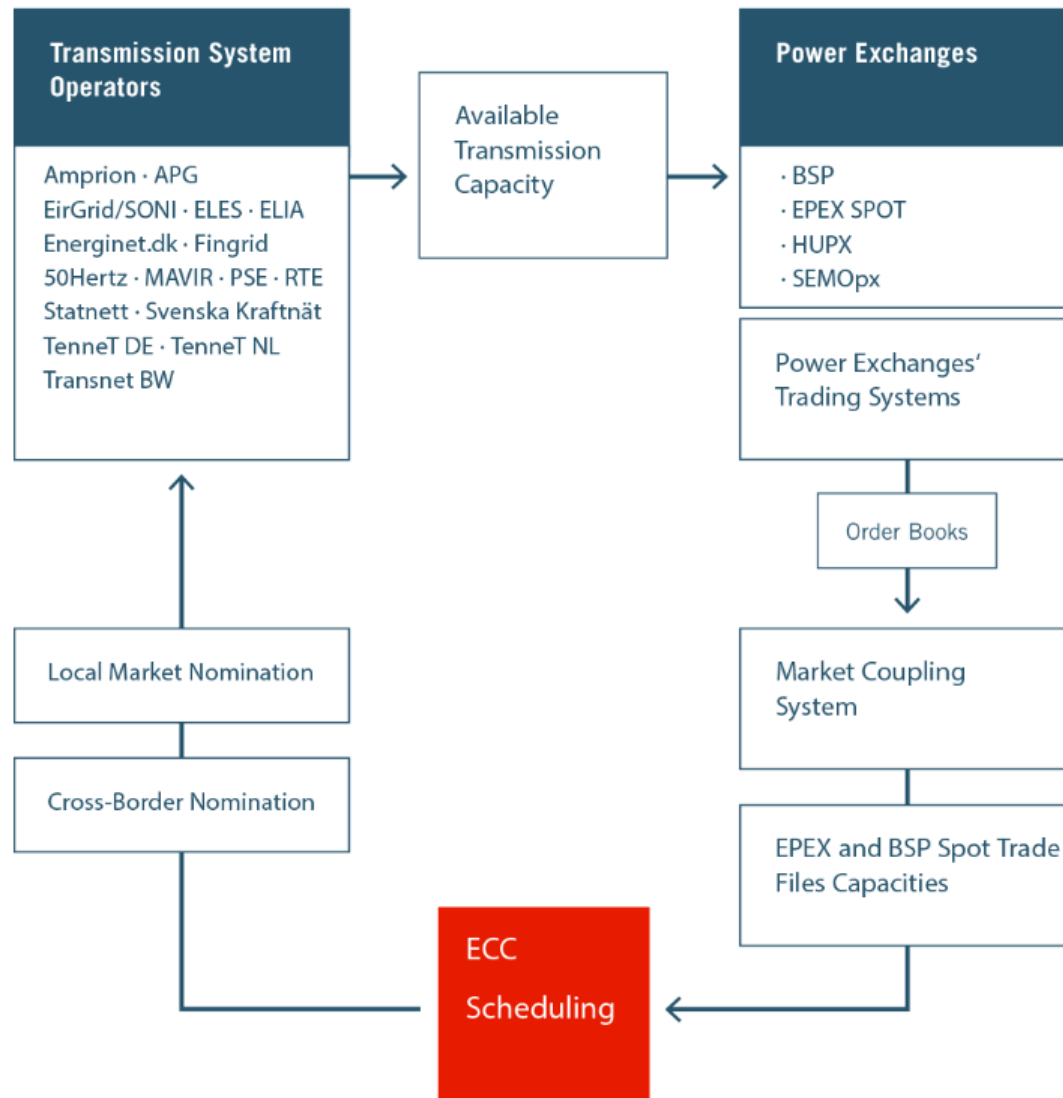 Transmission System
Operators
Amprion · APG
EirGrid/SONI · ELES · ELIA
Energinet.dk · Fingrid
50Hertz · MAVIR · PSE · RTE
Statnett · Svenska Kraftnät
TenneT DE · TenneT NL
Transnet BW
Available
Transmission
Capacity
Power Exchanges
· BSP
· EPEX SPOT
· HUPX
· SEMOpx
Power Exchanges‘
Trading Systems
Order Books
Market Coupling
System
EPEX and BSP Spot Trade
Files Capacities
ECC
Scheduling
Cross-Border Nomination
Local Market Nomination